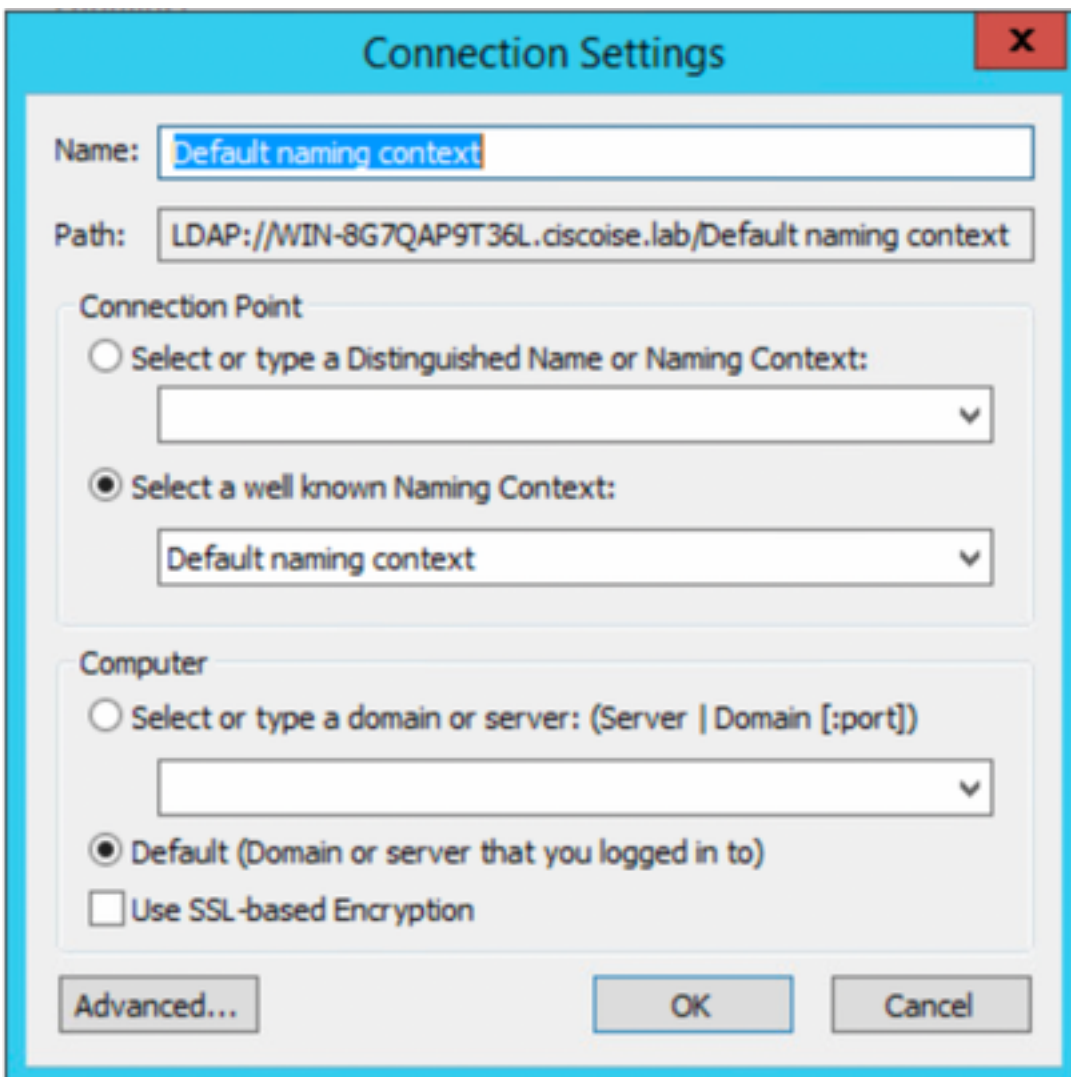 Connection Settings
x
Name: Default naming context
Path: LDAP://WIN-8G7QAP9T36L.ciscoise.lab/Default naming context
Connection Point
Select or type a Distinguished Name or Naming Context:
Select a well known Naming Context:
Default naming context
Computer
Select or type a domain or server: (Server | Domain [:port])
Default (Domain or server that you logged in to)
Use SSL-based Encryption
Advanced... OK Cancel